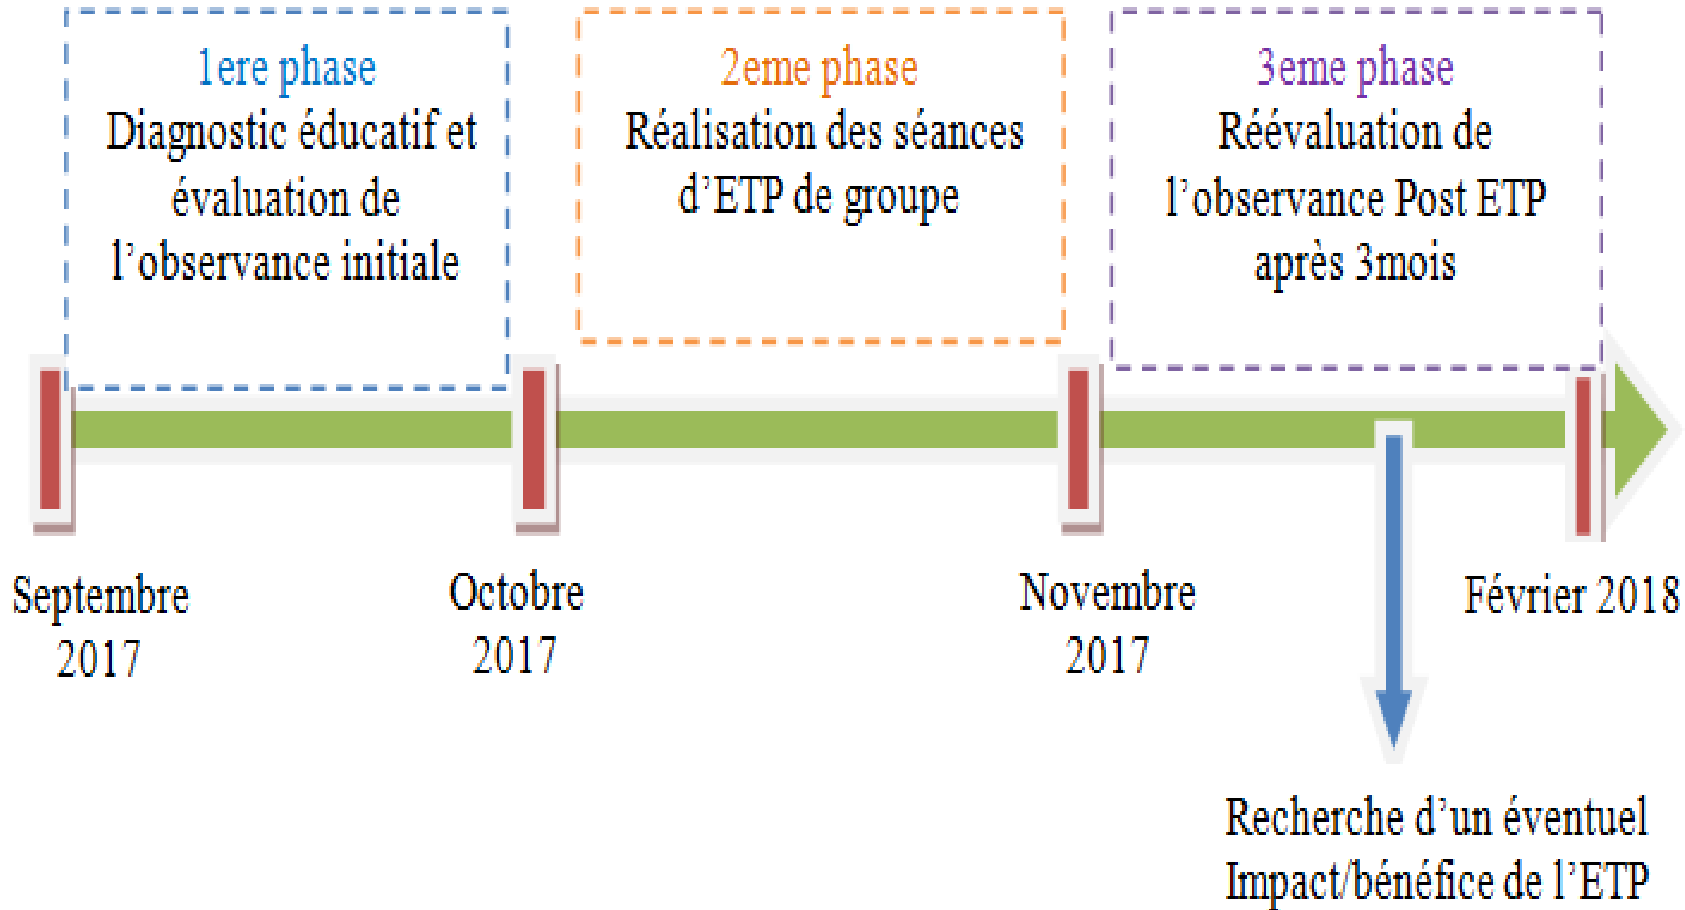 1ere phase
Diagnostic éducatif et
évaluation de
l’observance initiale
2eme phase
Réalisation des séances
d’ETP de groupe
3eme phase
Réévaluation de
l’observance Post ETP
après 3mois
Septembre
2017
Octobre
2017
Novembre
2017
Février 2018
Recherche d’un éventuel
Impact/bénéfice de l’ETP